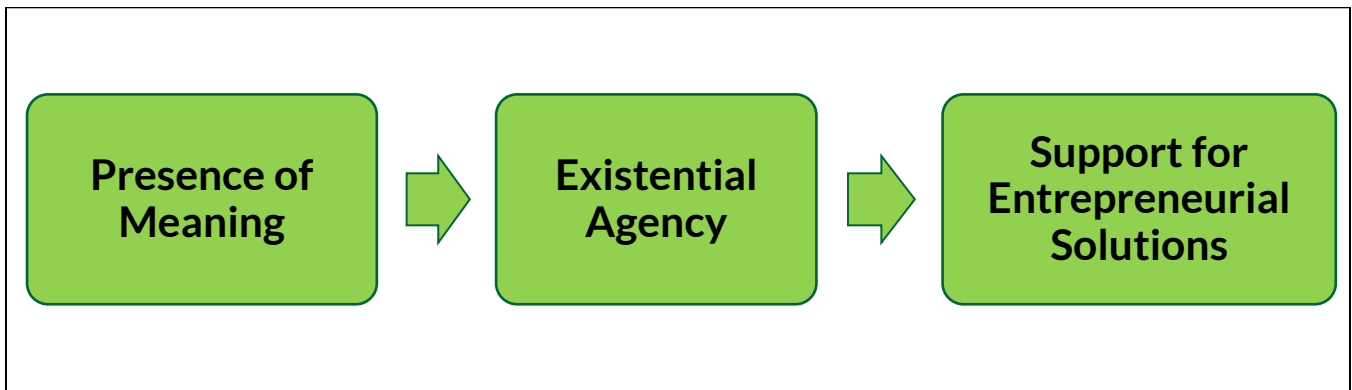 Presence of
Meaning
Existential
Agency
Support for
Entrepreneurial
Solutions